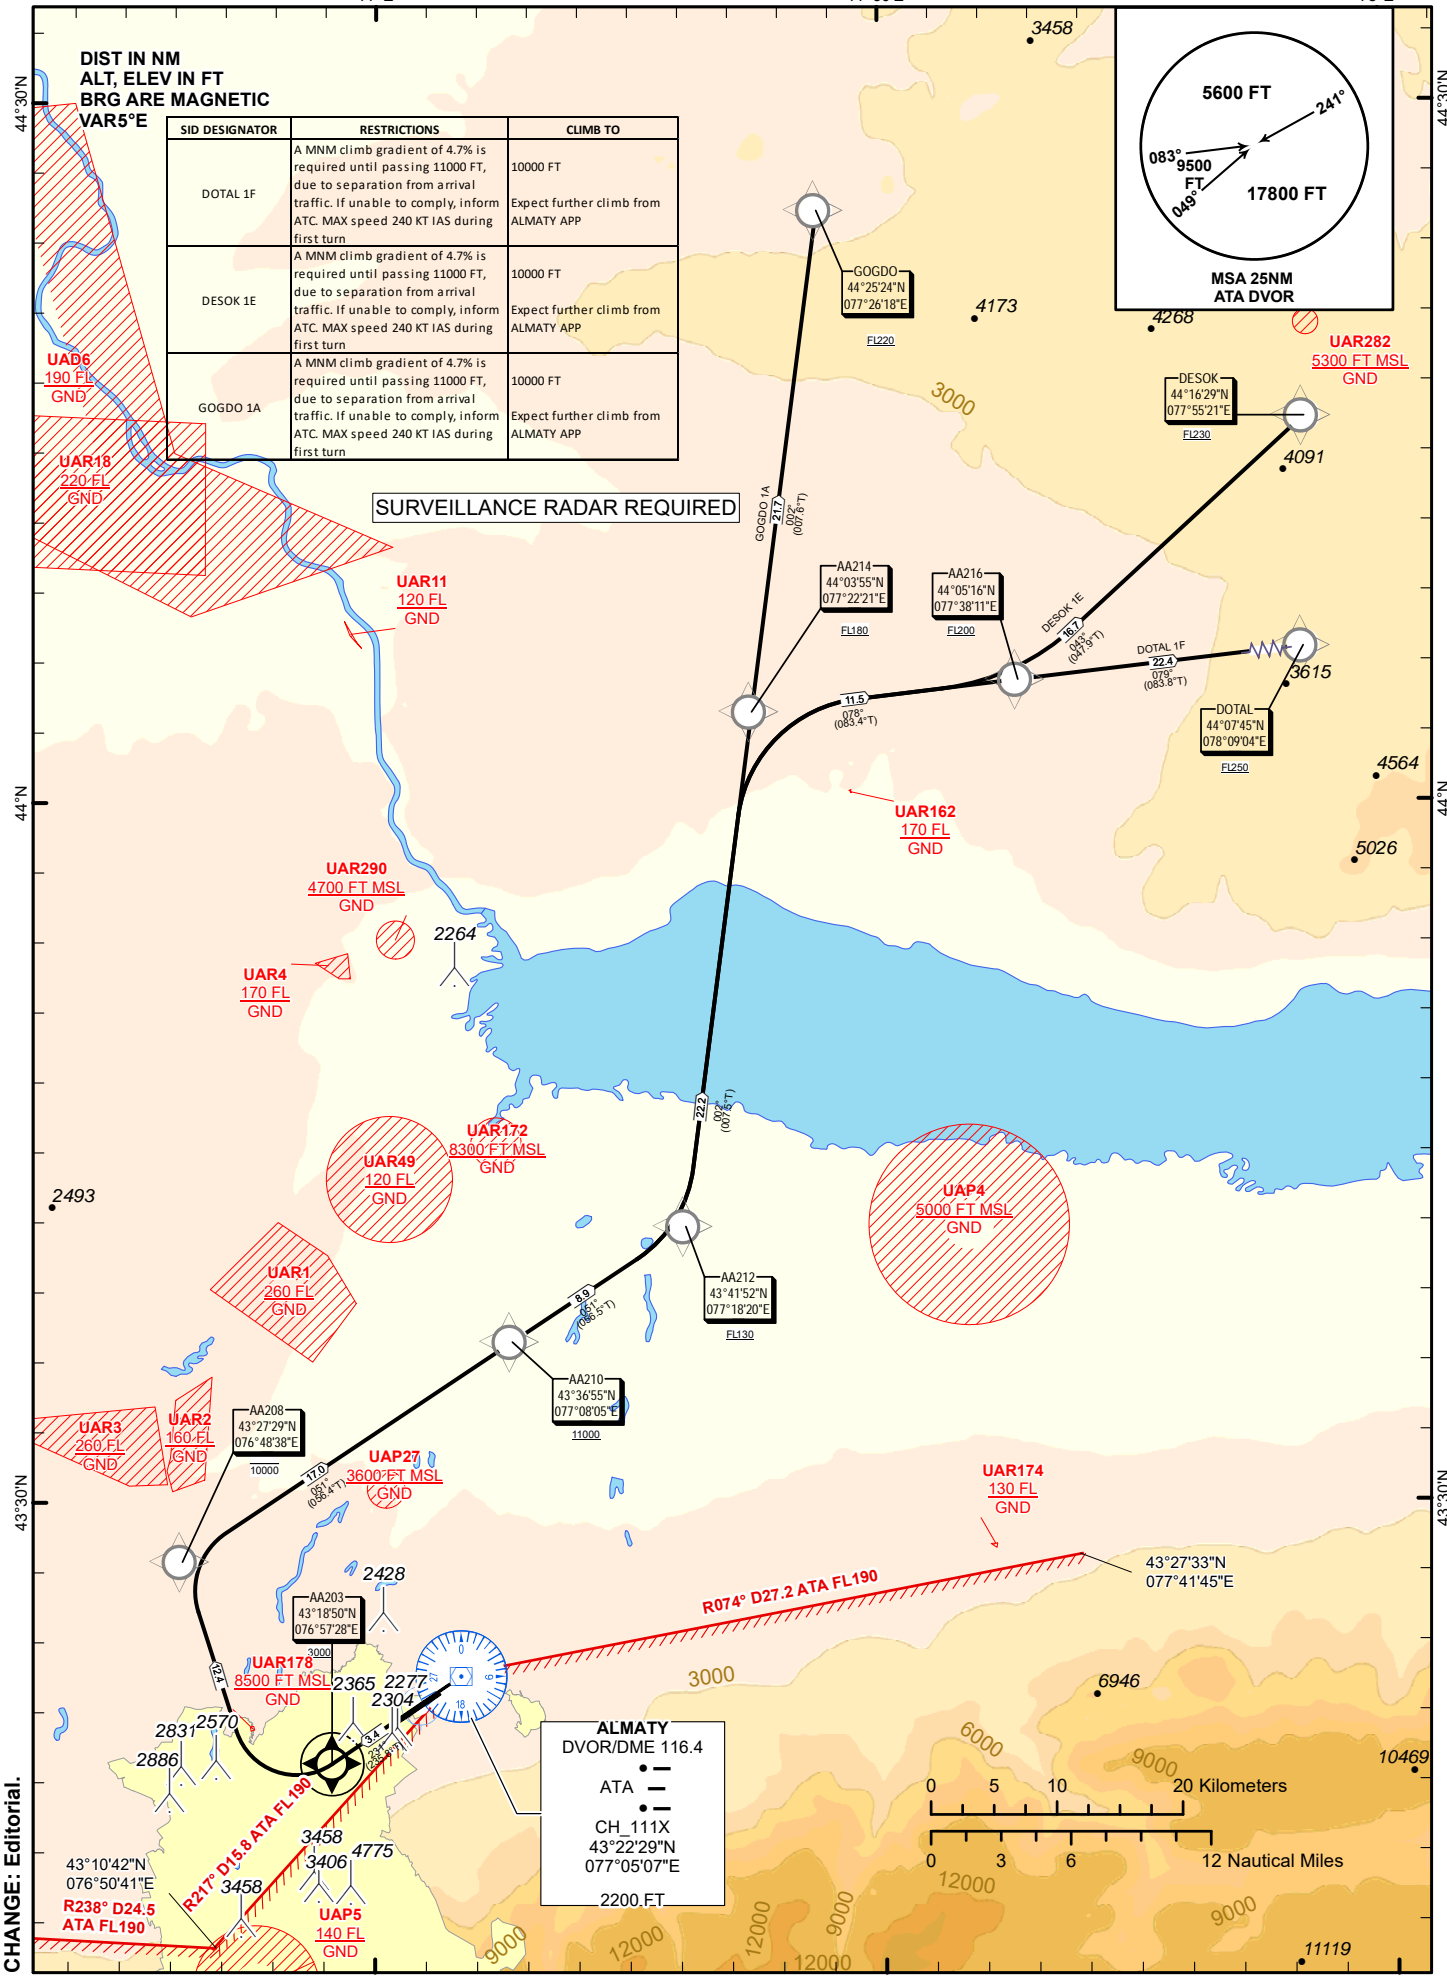 DIST IN NM
ALT, ELEV IN FT
BRG ARE MAGNETIC
VAR5°E
44°30'N
44°30'N
44°N
44°N
43°30'N
43°30'N
SID DESIGNATOR
RESTRICTIONS
CLIMB TO
DOTAL 1F
A MNM climb gradient of 4.7% is
required until passing 11000 FT,
due to separation from arrival
traffic. If unable to comply, inform
ATC. MAX speed 240 KT IAS during
first turn
10000 FT
Expect further climb from
ALMATY APP
DESOK 1E
A MNM climb gradient of 4.7% is
required until passing 11000 FT,
due to separation from arrival
traffic. If unable to comply, inform
ATC. MAX speed 240 KT IAS during
first turn
10000 FT
Expect further climb from
ALMATY APP
GOGDO 1A
A MNM climb gradient of 4.7% is
required until passing 11000 FT,
due to separation from arrival
traffic. If unable to comply, inform
ATC. MAX speed 240 KT IAS during
first turn
10000 FT
Expect further climb from
ALMATY APP
3458
5600 FT
241°
083°
9500
FT
049°
17800 FT
MSA 25NM
ATA DVOR
GOGDO
44°25'24"N
077°26'18"E
FL220
4173
4268
UAR282
5300 FT MSL
GND
UAD6
190 FL
GND
DESOK
44°16'29"N
077°55'21"E
FL230
3000
4091
UAR18
220 FL
GND
SURVEILLANCE RADAR REQUIRED
GOGDO 1A
21.7
002°
(007.6°T)
UAR11
120 FL
GND
AA214
44°03'55"N
077°22'21"E
FL180
AA216
44°05'16"N
077°38'11"E
FL200
DESOK 1E
16.7
043°
(047.9°T)
DOTAL 1F
22.4
079°
(083.8°T)
3615
DOTAL
44°07'45"N
078°09'04"E
FL250
11.5
078°
(083.4°T)
4564
UAR162
170 FL
GND
5026
UAR290
4700 FT MSL
GND
2264
UAR4
170 FL
GND
22.2
002°
(007.5°T)
UAR172
8300 FT MSL
GND
UAR49
120 FL
GND
2493
UAP4
5000 FT MSL
GND
UAR1
260 FL
GND
AA212
43°41'52"N
077°18'20"E
FL130
8.9
051°
(056.5°T)
AA210
43°36'55"N
077°08'05"E
11000
UAR3
260 FL
GND
UAR2
160 FL
GND
AA208
43°27'29"N
076°48'38"E
10000
17.0
051°
(056.4°T)
UAP27
3600 FT MSL
GND
UAR174
130 FL
GND
43°27'33"N
077°41'45"E
R074° D27.2 ATA FL190
2428
AA203
43°18'50"N
076°57'28"E
3000
12.4
UAR178
8500 FT MSL
GND
2365
2277
2304
0
9
18
27
3000
6946
2831
2570
2886
3.4
231°
ALMATY
DVOR/DME 116.4
ATA
CH_111X
43°22'29"N
077°05'07"E
2200 FT
6000
9000
10469
0 5 10 20 Kilometers
0 3 6 12 Nautical Miles
R217° D15.8 ATA FL190
43°10'42"N
076°50'41"E
R238° D24.5
ATA FL190
3458
3406
4775
3458
UAP5
140 FL
GND
9000
12000
12000
9000
12000
12000
9000
11119
CHANGE: Editorial.